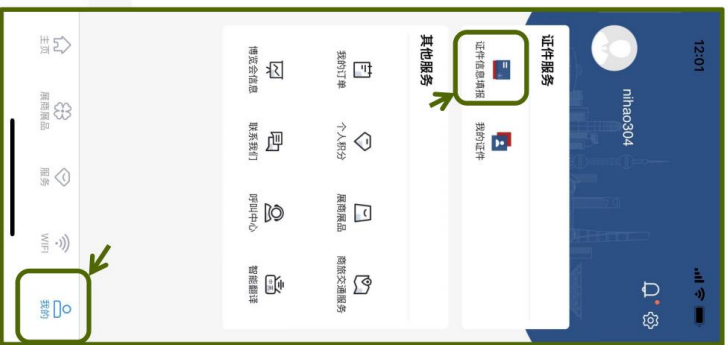 12:01
nihao304
证件服务
证件信息填报 我的证件
其他服务
我的订单 个人积分 展商展品 商旅交通服务
博览会信息 联系我们 呼叫中心 智能翻译
主页 展商展品 服务 WIFI 我的